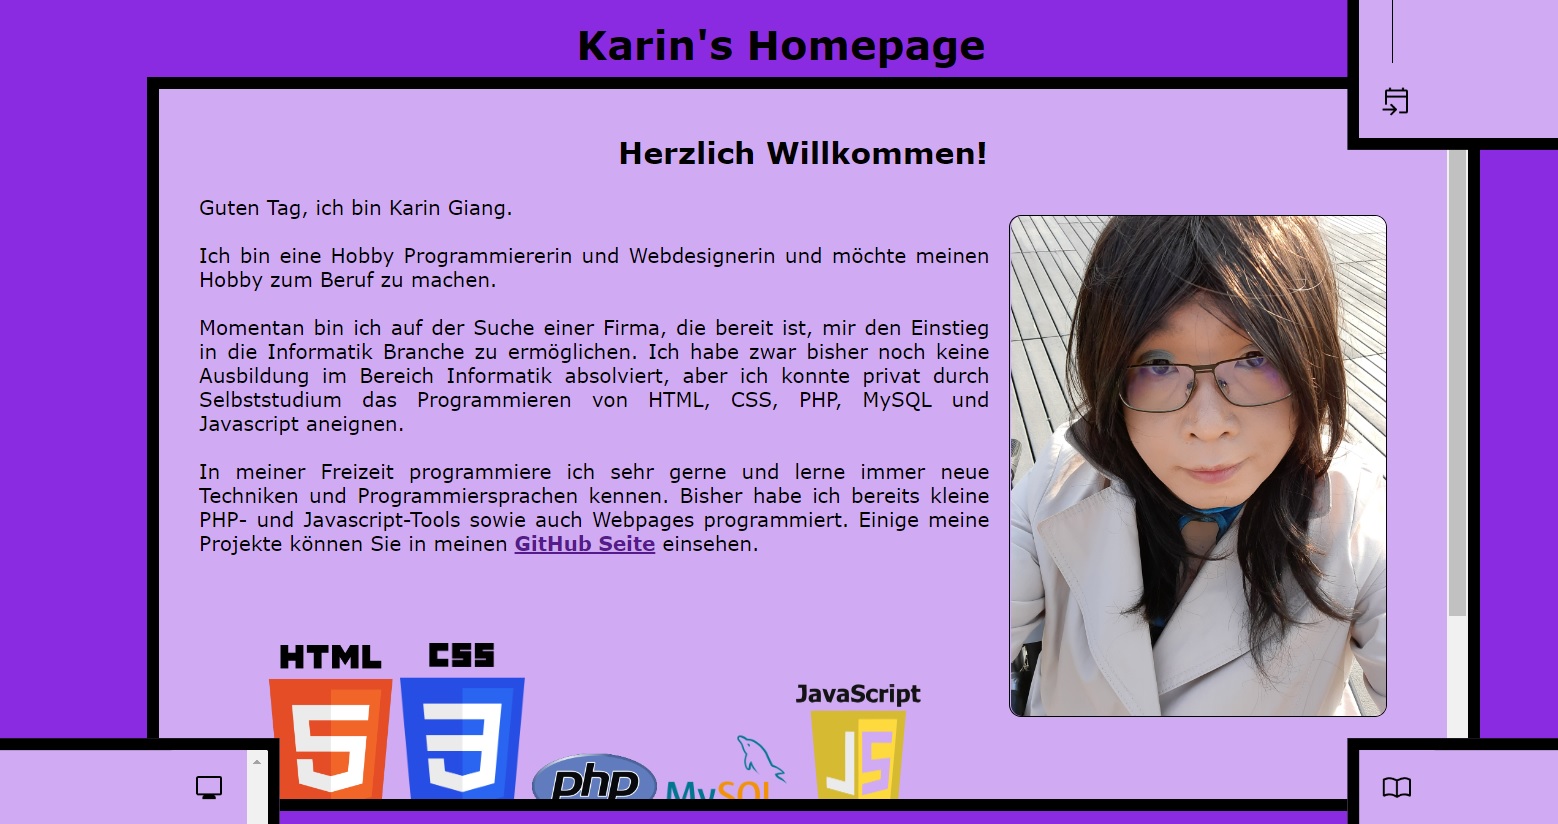 Karin's Homepage
Herzlich Willkommen!
Guten Tag, ich bin Karin Giang.
Ich bin eine Hobby Programmiererin und Webdesignerin und möchte meinen
Hobby zum Beruf zu machen.
Momentan bin ich auf der Suche einer Firma, die bereit ist, mir den Einstieg
in die Informatik Branche zu ermöglichen. Ich habe zwar bisher noch keine
Ausbildung im Bereich Informatik absolviert, aber ich konnte privat durch
Selbststudium das Programmieren von HTML, CSS, PHP, MySQL und
Javascript aneignen.
In meiner Freizeit programmiere ich sehr gerne und lerne immer neue
Techniken und Programmiersprachen kennen. Bisher habe ich bereits kleine
PHP- und Javascript-Tools sowie auch Webpages programmiert. Einige meine
Projekte können Sie in meinen GitHub Seite einsehen.
HTML
5
CSS
3
php
MySQL
JavaScript
JS